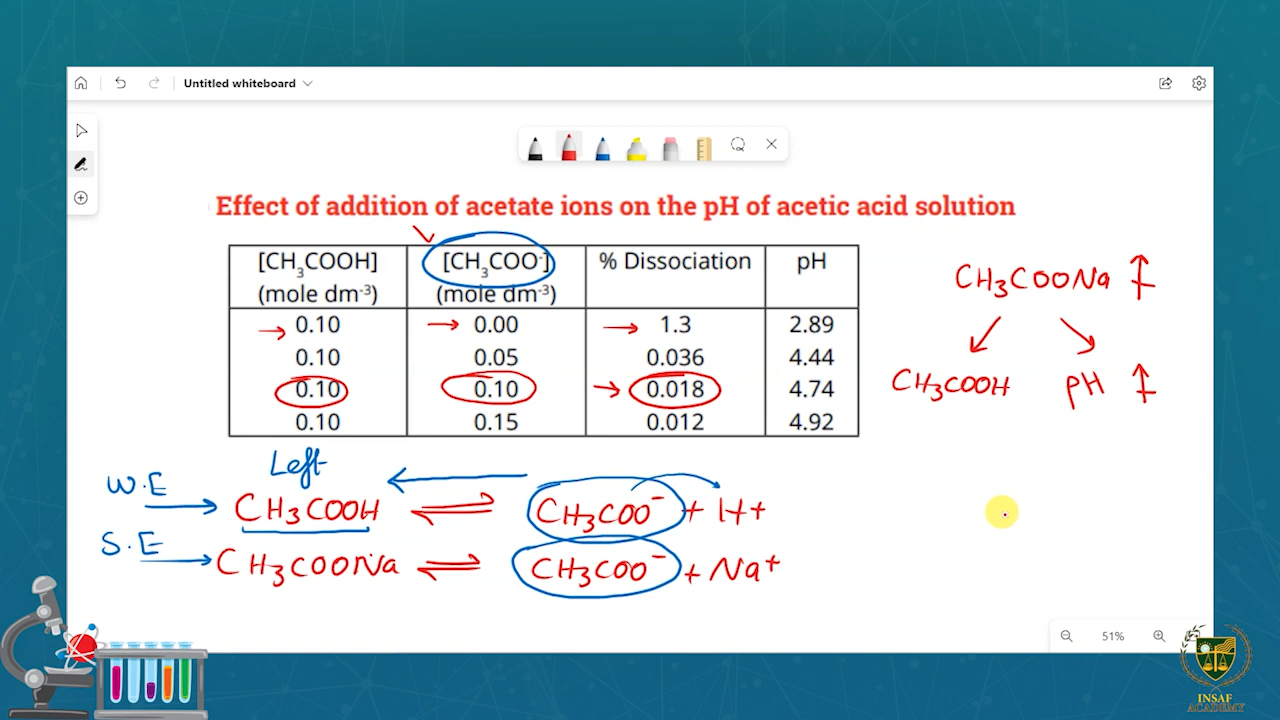 Untitled whiteboard
Effect of addition of acetate ions on the pH of acetic acid solution
[CH3COOH] (mole dm-3) [CH3COO-] (mole dm-3) % Dissociation pH
0.10 0.00 1.3 2.89
0.10 0.05 0.036 4.44
0.10 0.10 0.018 4.74
0.10 0.15 0.012 4.92
CH3COONa ↑
CH3COOH pH ↑
Left
W.E → CH3COOH ⇌ CH3COO- + H+
S.E → CH3COONa ⇌ CH3COO- + Na+
51%
INSAF
ACADEMY